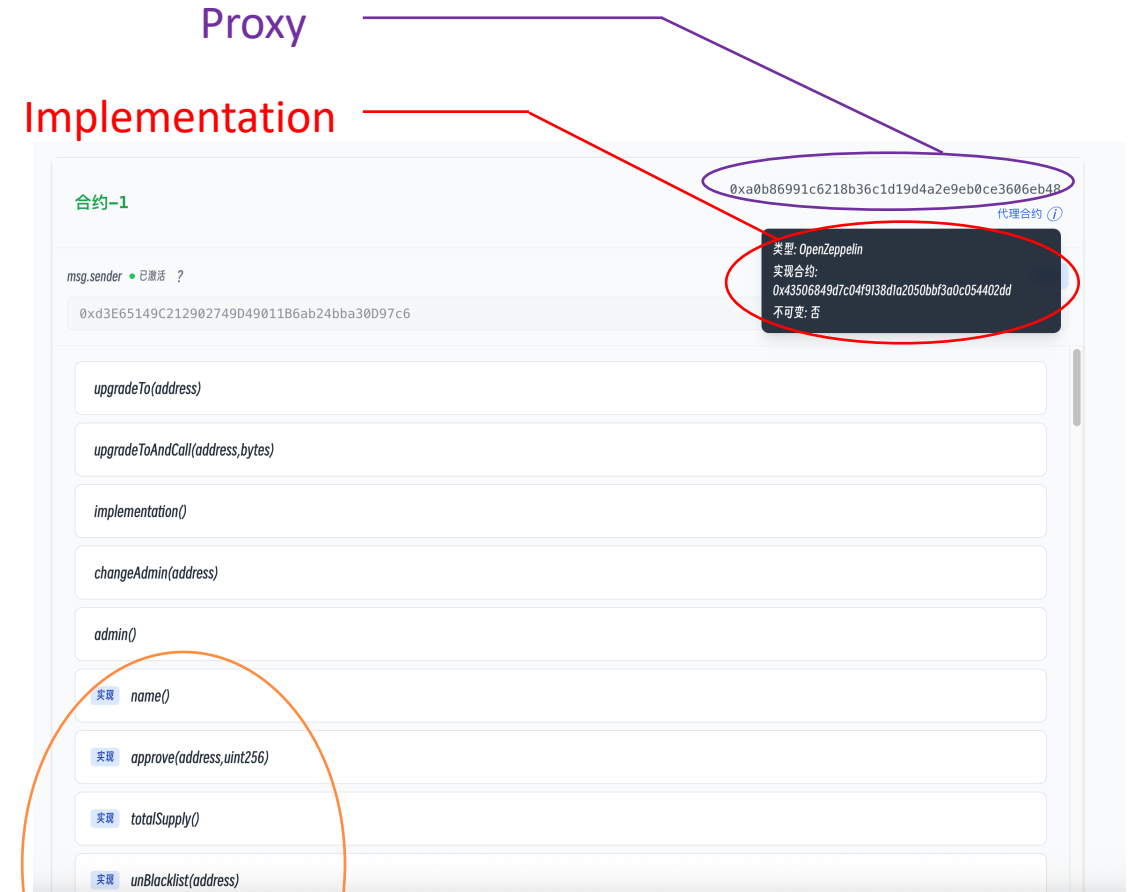 Proxy
Implementation
合约-1
0xa0b86991c6218b36c1d19d4a2e9eb0ce3606eb48
代理合约 i
类型: OpenZeppelin
实现合约:
0x43506849d7c04f9138d1a2050bbf3a0c054402dd
不可变: 否
msg.sender ● 已激活 ?
0xd3E65149C212902749D49011B6ab24bba30D97c6
upgradeTo(address)
upgradeToAndCall(address,bytes)
implementation()
changeAdmin(address)
admin()
实现 name()
实现 approve(address,uint256)
实现 totalSupply()
实现 unBlacklist(address)